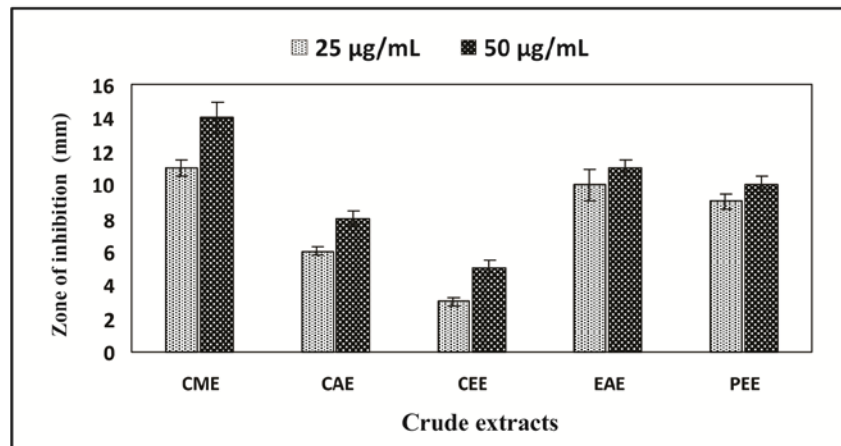 25 µg/mL 50 µg/mL
16
14
12
10
8
6
4
2
0
Zone of inhibition (mm)
CME CAE CEE EAE PEE
Crude extracts